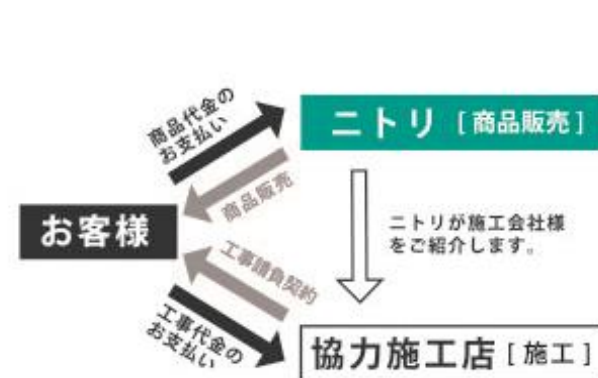 商品代金の
お支払い
ニトリ [商品販売]
商品販売
ニトリが施工会社様
をご紹介します。
お客様
工事請負契約
工事代金の
お支払い
協力施工店 [施工]